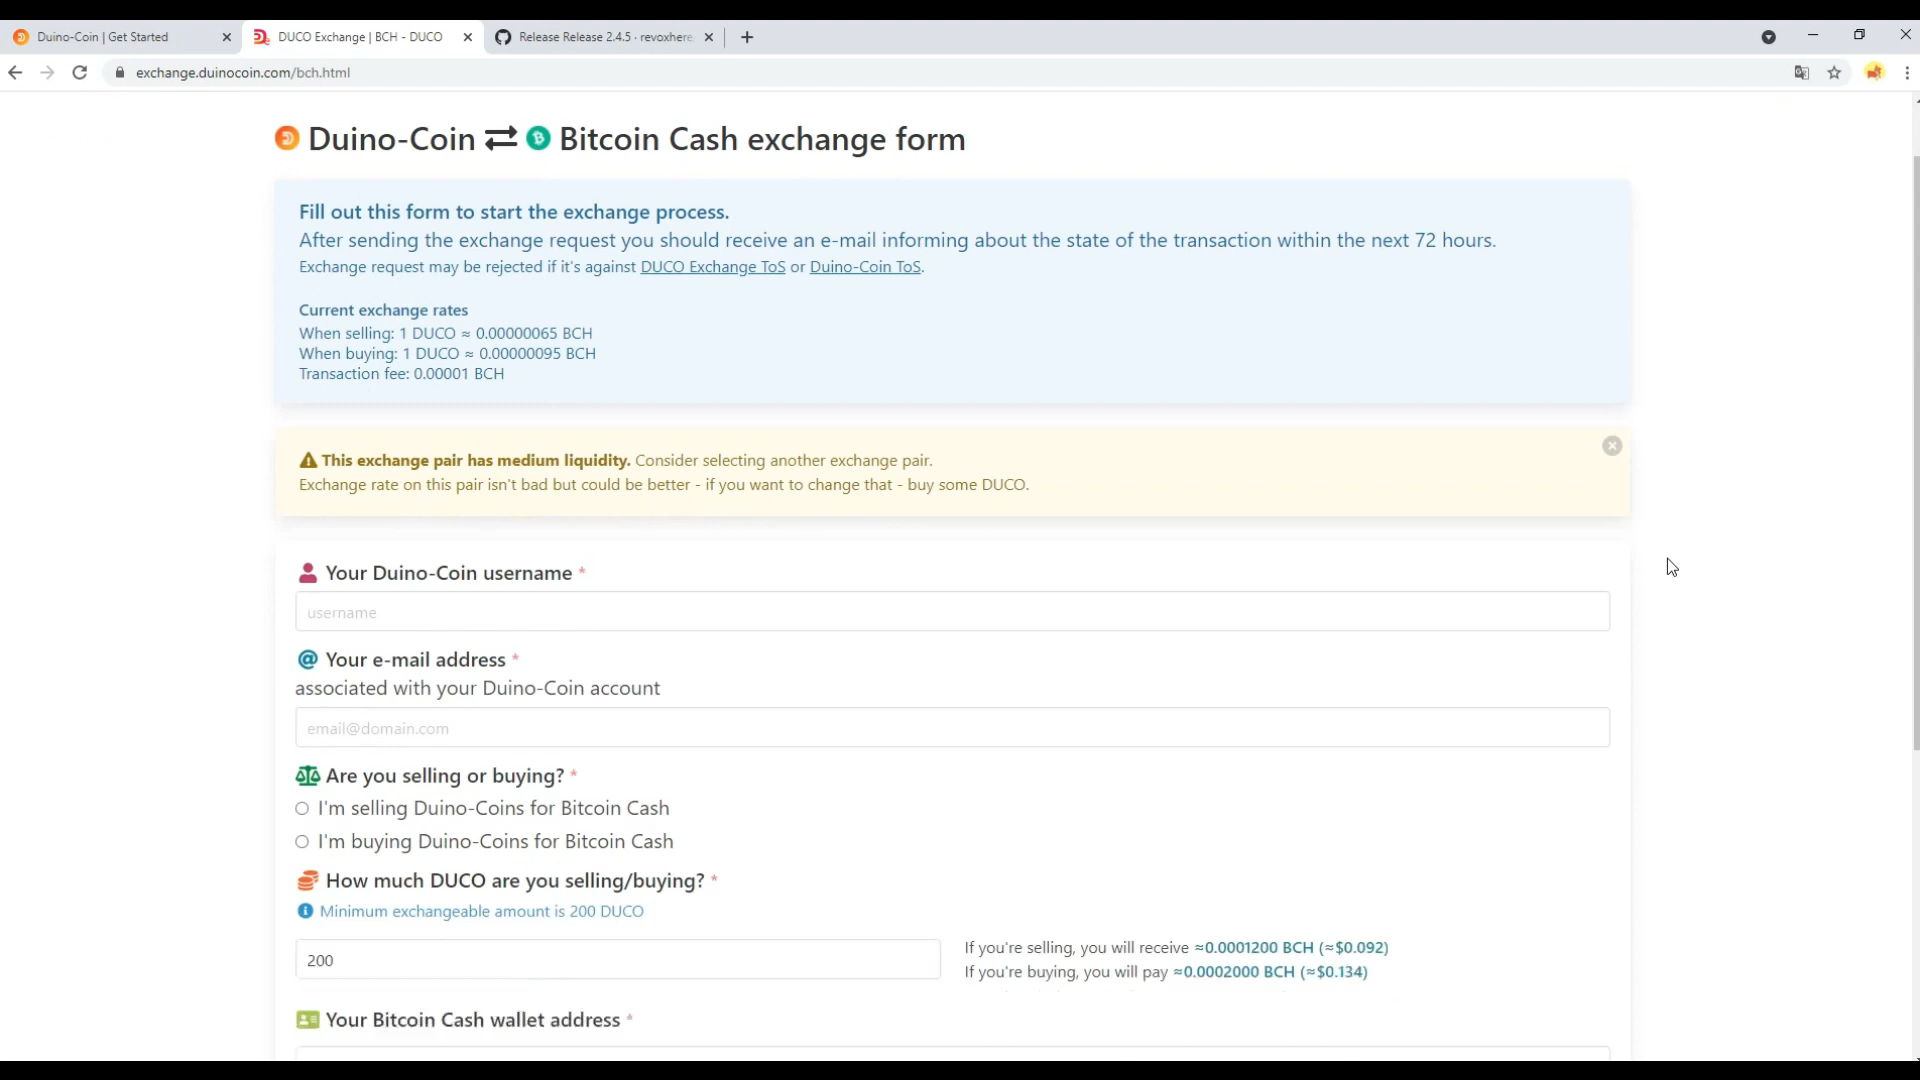 Duino-Coin | Get Started
DUCO Exchange | BCH - DUCO
Release Release 2.4.5 · revoxhere
exchange.duinocoin.com/bch.html
Duino-Coin Bitcoin Cash exchange form
Fill out this form to start the exchange process.
After sending the exchange request you should receive an e-mail informing about the state of the transaction within the next 72 hours.
Exchange request may be rejected if it's against DUCO Exchange ToS or Duino-Coin ToS.
Current exchange rates
When selling: 1 DUCO ≈ 0.00000065 BCH
When buying: 1 DUCO ≈ 0.00000095 BCH
Transaction fee: 0.00001 BCH
This exchange pair has medium liquidity. Consider selecting another exchange pair.
Exchange rate on this pair isn't bad but could be better - if you want to change that - buy some DUCO.
Your Duino-Coin username *
username
Your e-mail address *
associated with your Duino-Coin account
email@domain.com
Are you selling or buying? *
I'm selling Duino-Coins for Bitcoin Cash
I'm buying Duino-Coins for Bitcoin Cash
How much DUCO are you selling/buying? *
Minimum exchangeable amount is 200 DUCO
200
If you're selling, you will receive ≈0.0001200 BCH (≈$0.092)
If you're buying, you will pay ≈0.0002000 BCH (≈$0.134)
Your Bitcoin Cash wallet address *